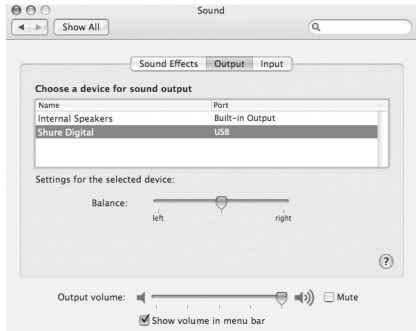 Sound
Show All
Sound Effects Output Input
Choose a device for sound output
Name Port
Internal Speakers Built-in Output
Shure Digital USB
Settings for the selected device:
Balance:
left right
?
Output volume: Mute
Show volume in menu bar